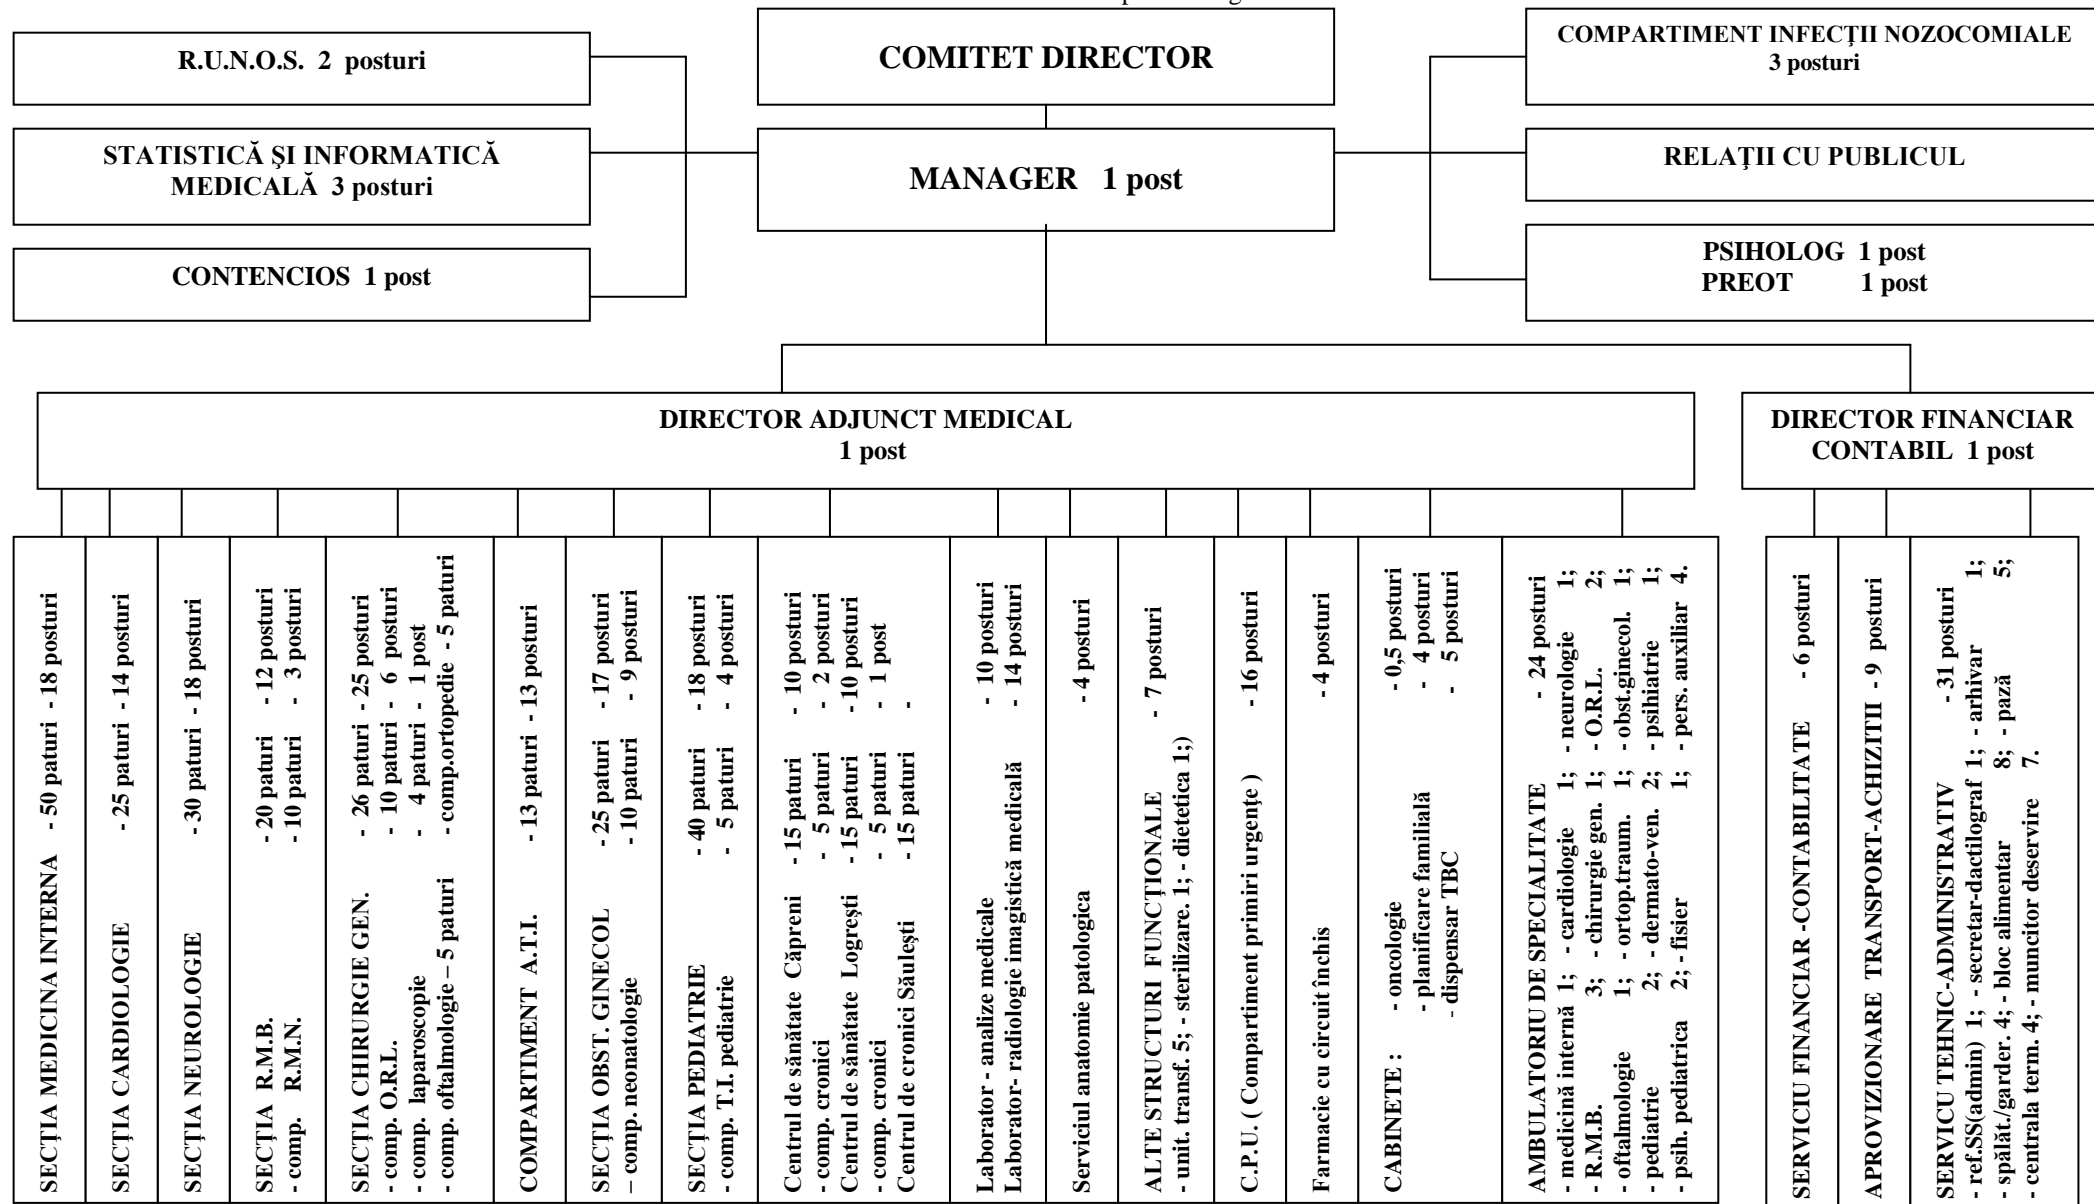 R.U.N.O.S. 2 posturi
COMITET DIRECTOR
COMPARTIMENT INFECŢII NOZOCOMIALE
3 posturi
STATISTICĂ ŞI INFORMATICĂ
MEDICALĂ 3 posturi
MANAGER 1 post
RELAŢII CU PUBLICUL
CONTENCIOS 1 post
PSIHOLOG 1 post
PREOT 1 post
DIRECTOR ADJUNCT MEDICAL
1 post
DIRECTOR FINANCIAR
CONTABIL 1 post
SECŢIA MEDICINA INTERNA - 50 paturi - 18 posturi
SECŢIA CARDIOLOGIE - 25 paturi - 14 posturi
SECŢIA NEUROLOGIE - 30 paturi - 18 posturi
SECŢIA R.M.B. - 20 paturi - 12 posturi
- comp. R.M.N. - 10 paturi - 3 posturi
SECŢIA CHIRURGIE GEN. - 26 paturi - 25 posturi
- comp. O.R.L. - 10 paturi - 6 posturi
- comp. laparoscopie - 4 paturi - 1 post
- comp. oftalmologie – 5 paturi - comp.ortopedie - 5 paturi
COMPARTIMENT A.T.I. - 13 paturi - 13 posturi
SECŢIA OBST. GINECOL - 25 paturi - 17 posturi
– comp. neonatologie - 10 paturi - 9 posturi
SECŢIA PEDIATRIE - 40 paturi - 18 posturi
- comp. T.I. pediatrie - 5 paturi - 4 posturi
Centrul de sănătate Căpreni - 15 paturi - 10 posturi
- comp. cronici - 5 paturi - 2 posturi
Centrul de sănătate Logreşti - 15 paturi - 10 posturi
- comp. cronici - 5 paturi - 1 post
Centrul de cronici Săuleşti - 15 paturi -
Laborator - analize medicale - 10 posturi
Laborator- radiologie imagistică medicală - 14 posturi
Serviciul anatomie patologica - 4 posturi
ALTE STRUCTURI FUNCŢIONALE - 7 posturi
- unit. transf. 5; - sterilizare. 1; - dietetica 1;)
C.P.U. ( Compartiment primiri urgenţe ) - 16 posturi
Farmacie cu circuit închis - 4 posturi
CABINETE : - oncologie - 0,5 posturi
- planificare familială - 4 posturi
- dispensar TBC - 5 posturi
AMBULATORIU DE SPECIALITATE - 24 posturi
- medicină internă 1; - cardiologie 1; - neurologie 1;
- R.M.B. 3; - chirurgie gen. 1; - O.R.L. 2;
- oftalmologie 1; - ortop.traum. 1; - obst.ginecol. 1;
- pediatrie 2; - dermato-ven. 2; - psihiatrie 1;
- psih. pediatrica 2; - fisier 1; - pers. auxiliar 4.
SERVICIU FINANCIAR -CONTABILITATE - 6 posturi
APROVIZIONARE TRANSPORT-ACHIZITII - 9 posturi
SERVICU TEHNIC-ADMINISTRATIV - 31 posturi
- ref.SS(admin) 1; - secretar-dactilograf 1; - arhivar 1;
- spălăt./garder. 4; - bloc alimentar 8; - pază 5;
- centrala term. 4; - muncitor deservire 7.